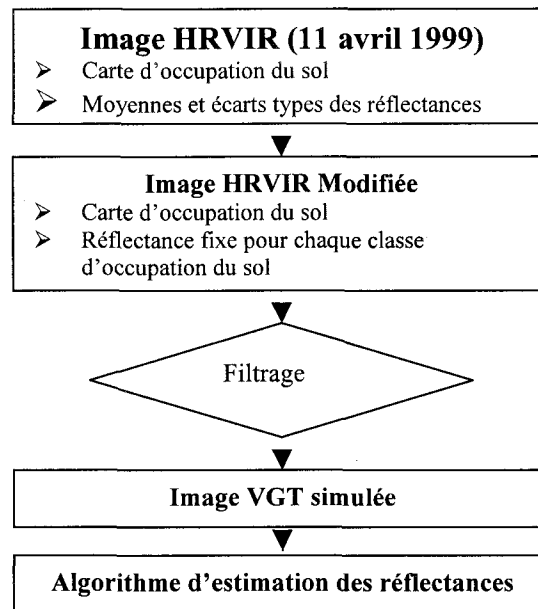 Image HRVIR (11 avril 1999)
➢ Carte d'occupation du sol
➢ Moyennes et écarts types des réflectances
Image HRVIR Modifiée
➢ Carte d'occupation du sol
➢ Réflectance fixe pour chaque classe
d'occupation du sol
Filtrage
Image VGT simulée
Algorithme d'estimation des réflectances